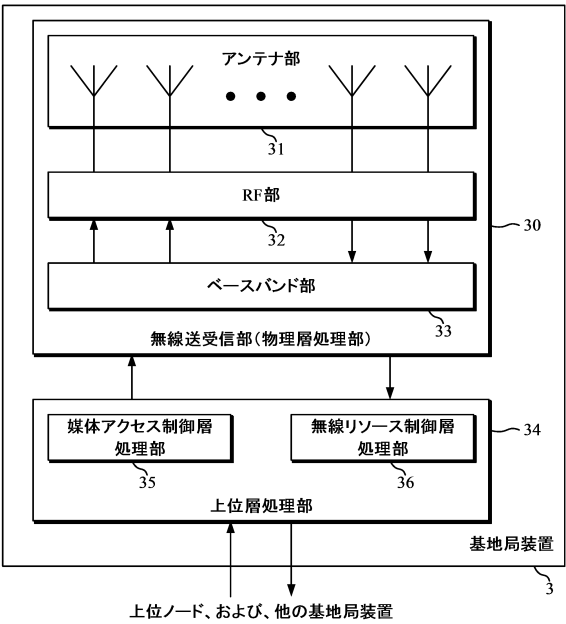 アンテナ部
31
RF部
32
30
ベースバンド部
33
無線送受信部(物理層処理部)
媒体アクセス制御層
処理部
35
無線リソース制御層
処理部
36
34
上位層処理部
基地局装置
3
上位ノード、および、他の基地局装置